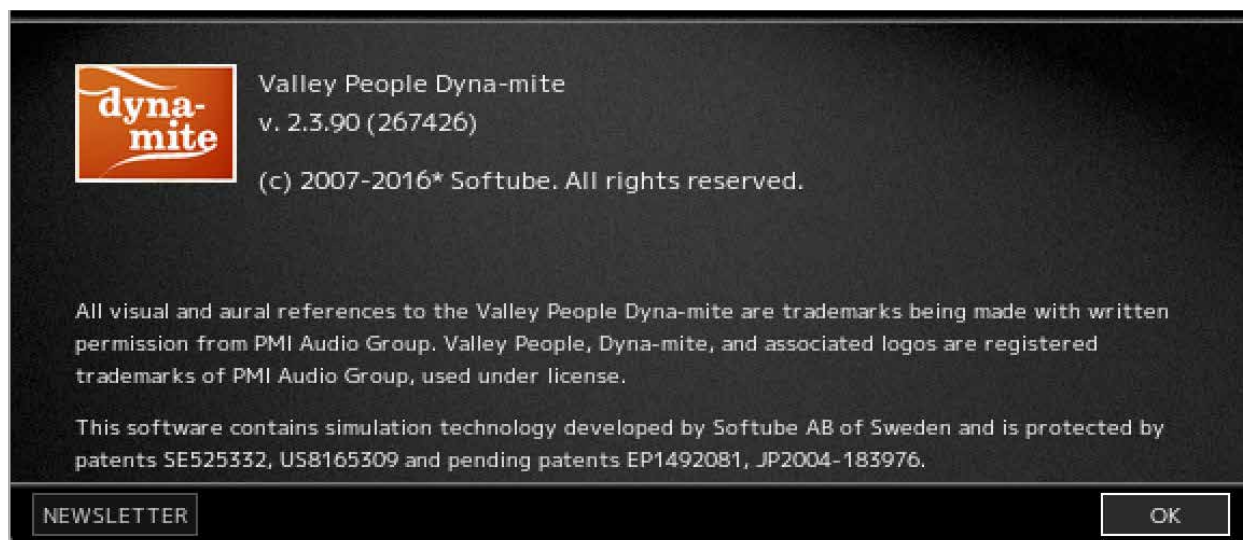 dyna-
mite
Valley People Dyna-mite
v. 2.3.90 (267426)
(c) 2007-2016* Softube. All rights reserved.
All visual and aural references to the Valley People Dyna-mite are trademarks being made with written
permission from PMI Audio Group. Valley People, Dyna-mite, and associated logos are registered
trademarks of PMI Audio Group, used under license.
This software contains simulation technology developed by Softube AB of Sweden and is protected by
patents SE525332, US8165309 and pending patents EP1492081, JP2004-183976.
NEWSLETTER
OK